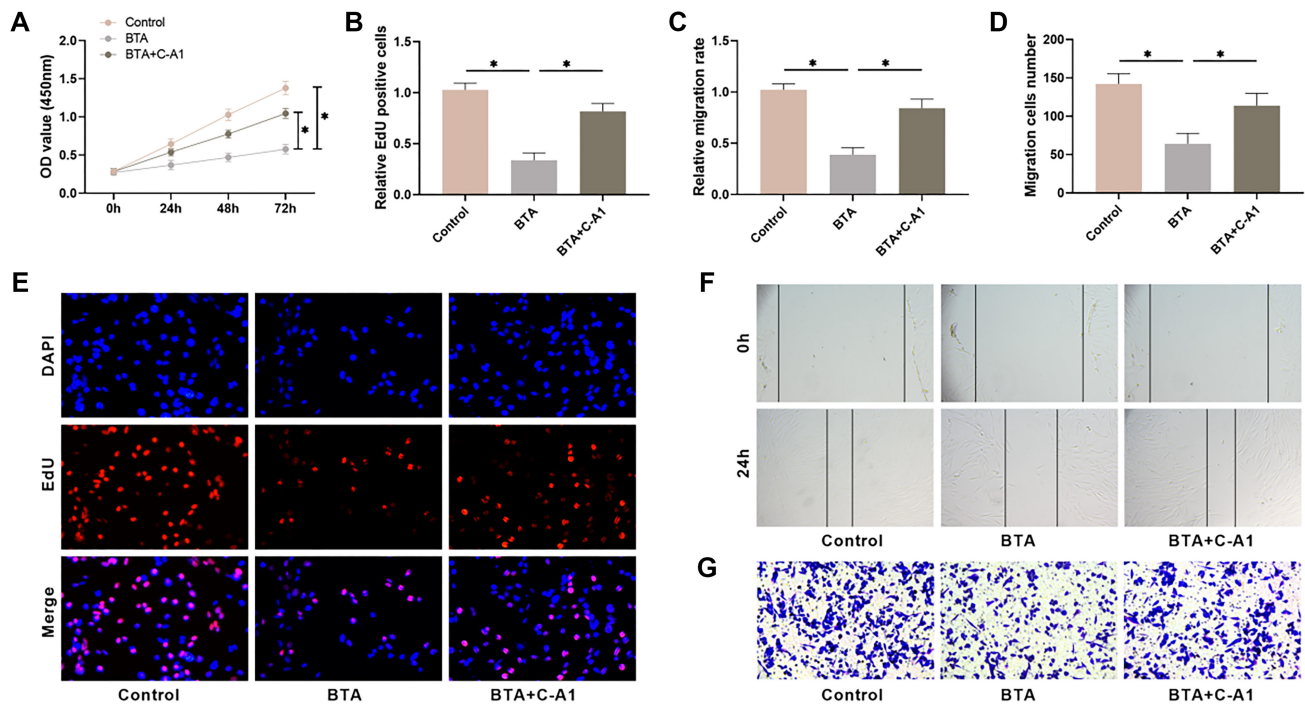 A
Control
BTA
BTA+C-A1
OD value (450nm)
2.0
1.5
1.0
0.5
0.0
0h
24h
48h
72h
*
*
B
Relative EdU positive cells
1.5
1.0
0.5
0.0
*
*
Control
BTA
BTA+C-A1
C
Relative migration rate
1.5
1.0
0.5
0.0
*
*
Control
BTA
BTA+C-A1
D
Migration cells number
200
150
100
50
0
*
*
Control
BTA
BTA+C-A1
E
DAPI
EdU
Merge
Control
BTA
BTA+C-A1
F
0h
24h
Control
BTA
BTA+C-A1
G
Control
BTA
BTA+C-A1